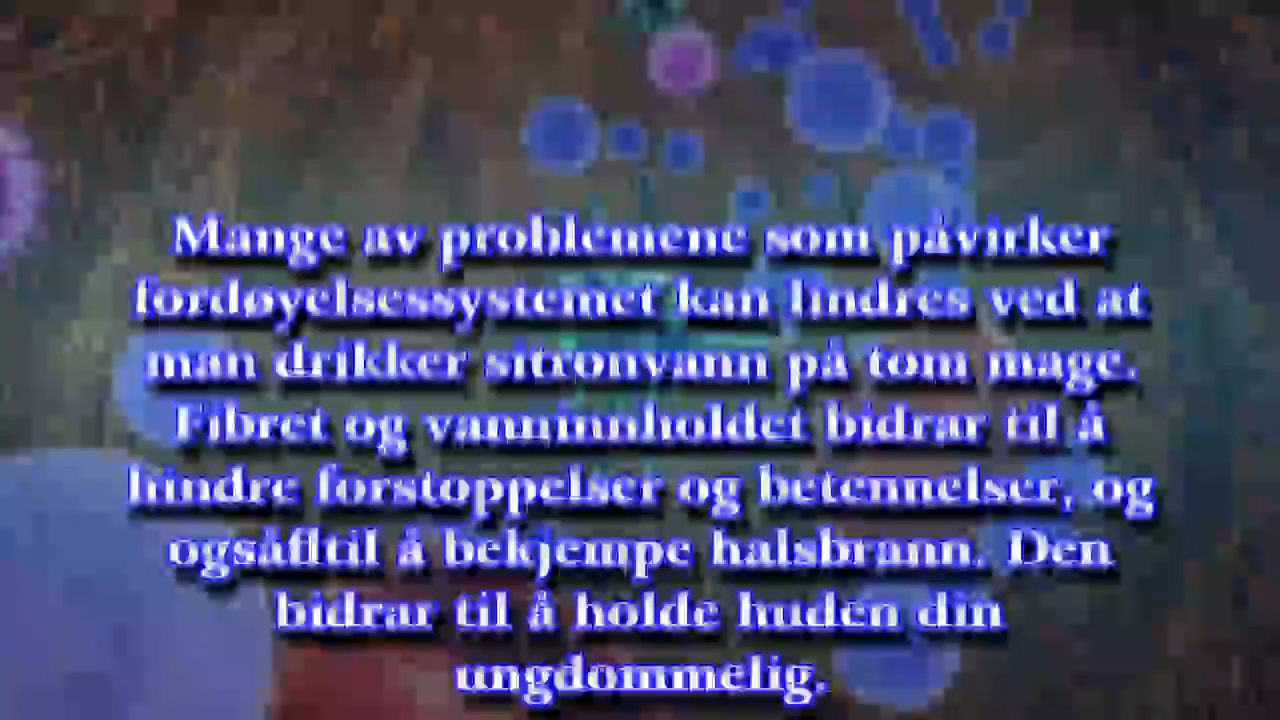 Mange av problemene som påvirker
fordøyelsessystemet kan lindres ved at
man drikker sitronvann på tom mage.
Fibret og vanninnholdet bidrar til å
hindre forstoppelser og betennelser, og
ogsåfltil å bekjempe halsbrann. Den
bidrar til å holde huden din
ungdommelig.